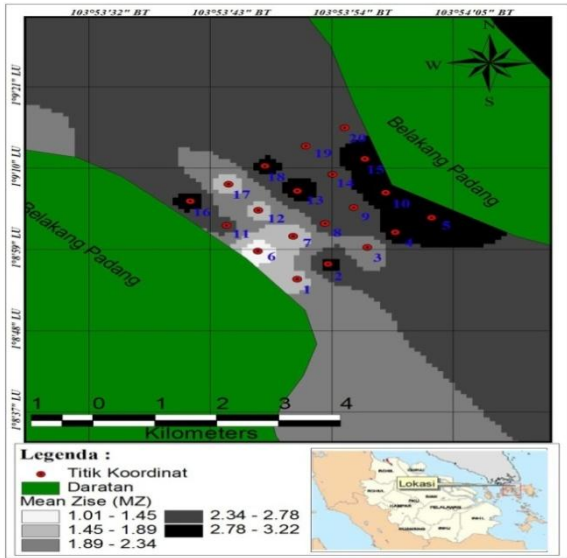 103°53'32" BT 103°53'43" BT 103°53'54" BT 103°54'05" BT
1°9'21" LU
1°9'10" LU
1°8'59" LU
1°8'48" LU
1°8'37" LU
N
W
S
Belakang Padang
Belakang Padang
20
19
15
18
14
17
13
10
16
12
9
5
11
8
4
7
3
6
2
1
1 0 1 2 3 4
Kilometers
Legenda :
Titik Koordinat
Daratan
Mean Zise (MZ)
1.01 - 1.45
1.45 - 1.89
1.89 - 2.34
2.34 - 2.78
2.78 - 3.22
Lokasi